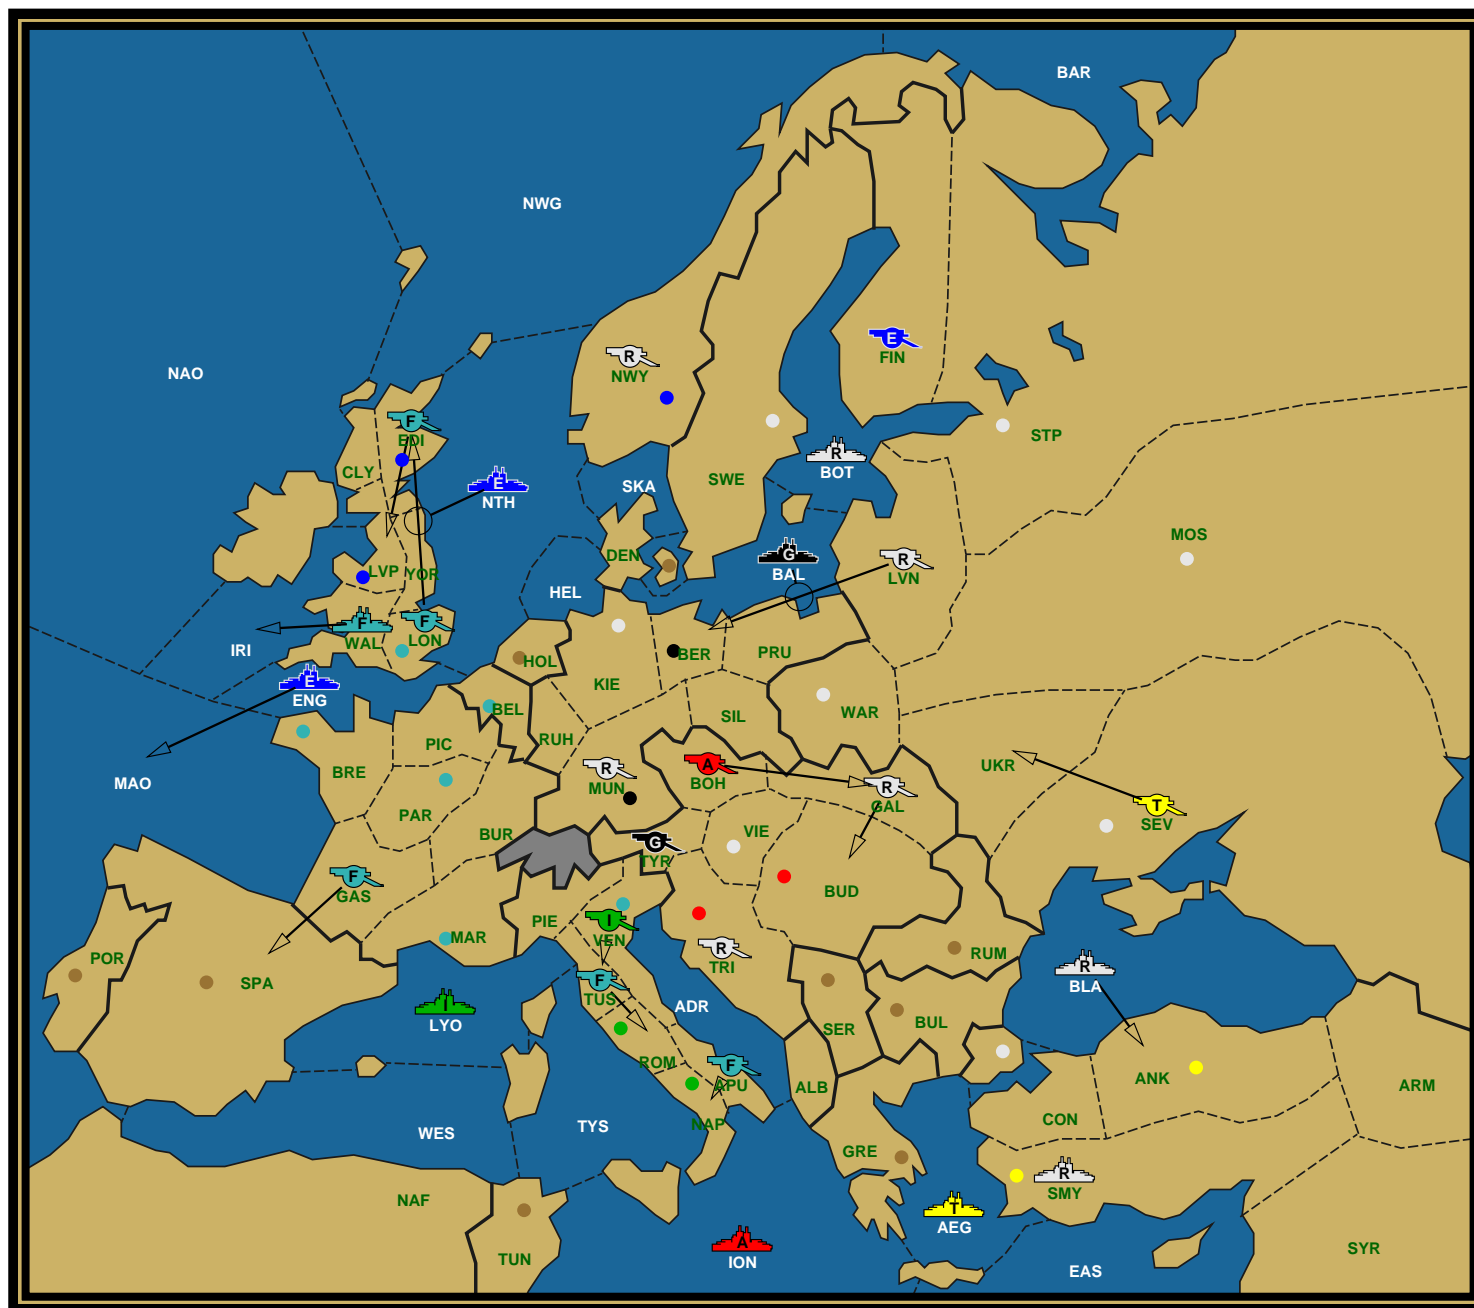 BAR
NWG
E
FIN
R
NWY
NAO
F
EDI
STP
R
BOT
CLY
E
NTH
SKA
SWE
MOS
G
BAL
DEN
R
LVN
LVP
YOR
HEL
F
WAL
F
LON
IRI
HOL
BER
PRU
E
ENG
KIE
BEL
SIL
WAR
PIC
RUH
UKR
BRE
R
MUN
A
BOH
R
GAL
MAO
PAR
T
SEV
BUR
VIE
G
TYR
F
GAS
BUD
PIE
I
VEN
MAR
R
TRI
RUM
POR
SPA
F
TUS
R
BLA
I
LYO
ADR
SER
BUL
ROM
F
APU
ALB
ANK
ARM
NAP
CON
WES
TYS
GRE
R
SMY
NAF
T
AEG
A
ION
TUN
EAS
SYR